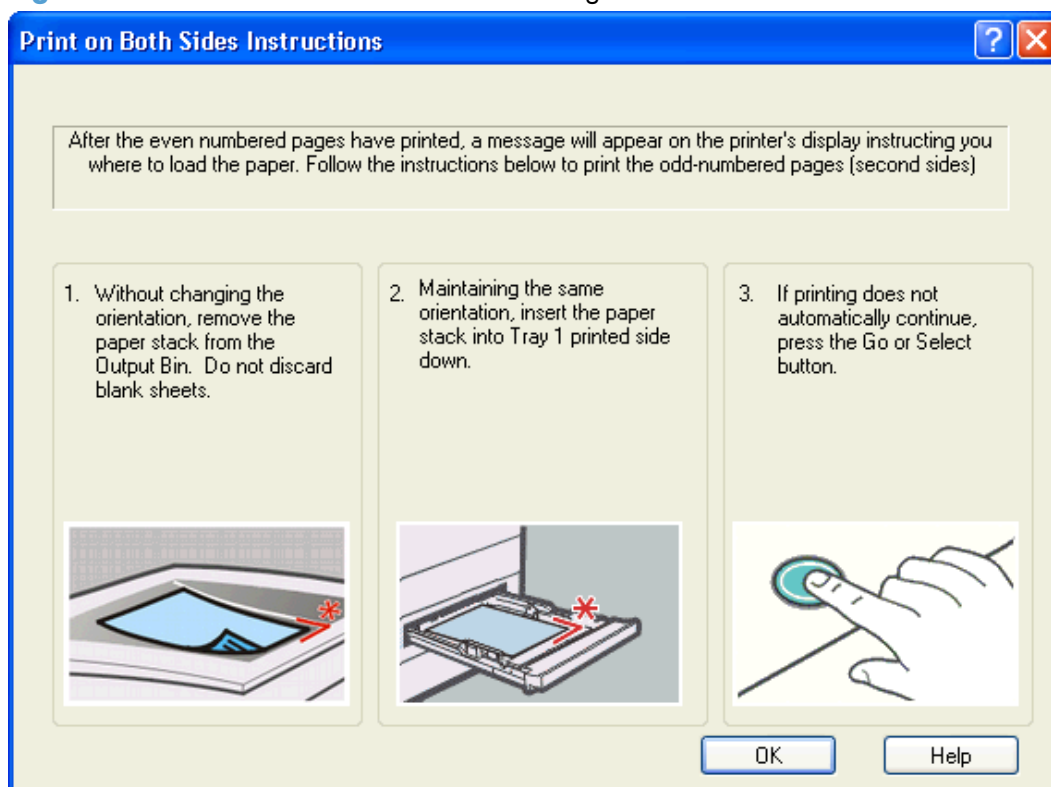 Print on Both Sides Instructions
After the even numbered pages have printed, a message will appear on the printer's display instructing you
where to load the paper. Follow the instructions below to print the odd-numbered pages (second sides)
1. Without changing the
orientation, remove the
paper stack from the
Output Bin. Do not discard
blank sheets.
2. Maintaining the same
orientation, insert the paper
stack into Tray 1 printed side
down.
3. If printing does not
automatically continue,
press the Go or Select
button.
OK
Help